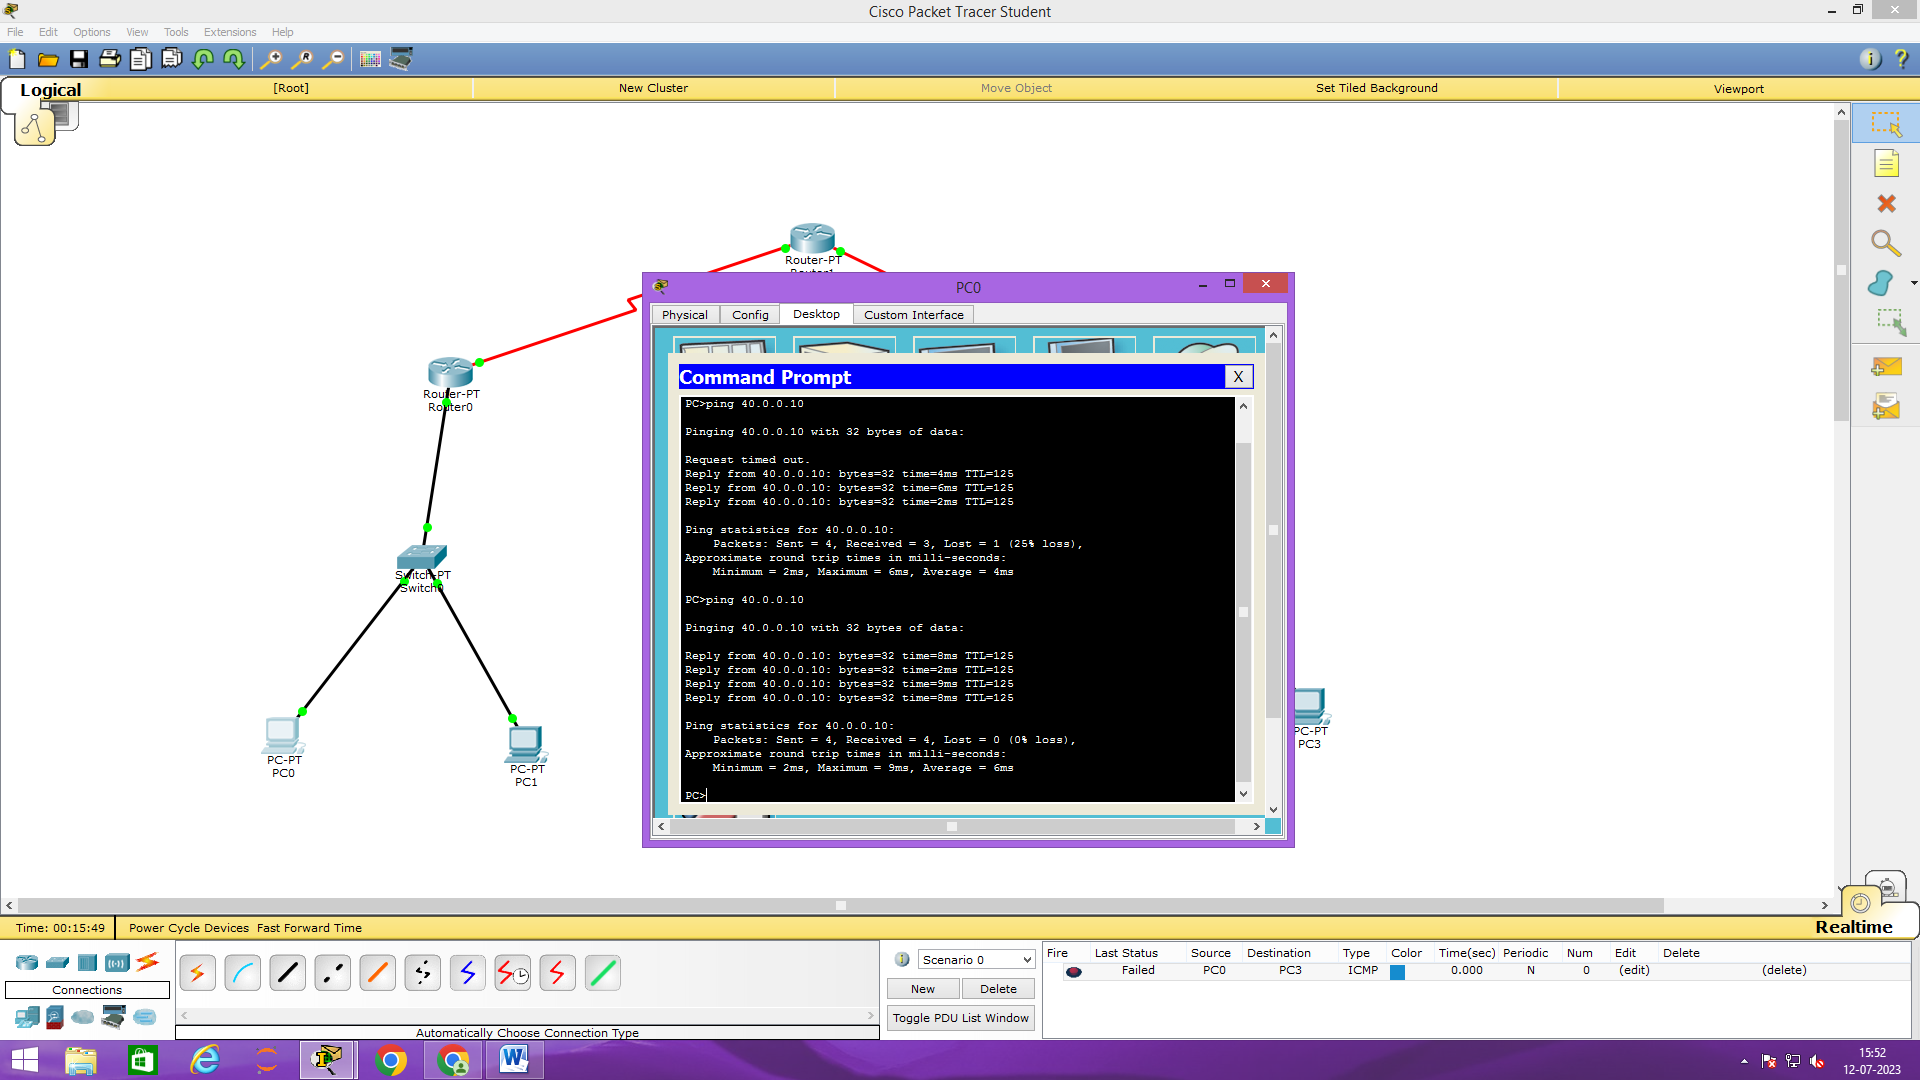 Cisco Packet Tracer Student
File Edit Options View Tools Extensions Help
Logical [Root] New Cluster Move Object Set Tiled Background Viewport
Router-PT
PC0
Physical Config Desktop Custom Interface
Command Prompt X
PC>ping 40.0.0.10
Pinging 40.0.0.10 with 32 bytes of data:
Request timed out.
Reply from 40.0.0.10: bytes=32 time=4ms TTL=125
Reply from 40.0.0.10: bytes=32 time=6ms TTL=125
Reply from 40.0.0.10: bytes=32 time=2ms TTL=125
Ping statistics for 40.0.0.10:
Packets: Sent = 4, Received = 3, Lost = 1 (25% loss),
Approximate round trip times in milli-seconds:
Minimum = 2ms, Maximum = 6ms, Average = 4ms
PC>ping 40.0.0.10
Pinging 40.0.0.10 with 32 bytes of data:
Reply from 40.0.0.10: bytes=32 time=8ms TTL=125
Reply from 40.0.0.10: bytes=32 time=2ms TTL=125
Reply from 40.0.0.10: bytes=32 time=9ms TTL=125
Reply from 40.0.0.10: bytes=32 time=8ms TTL=125
Ping statistics for 40.0.0.10:
Packets: Sent = 4, Received = 4, Lost = 0 (0% loss),
Approximate round trip times in milli-seconds:
Minimum = 2ms, Maximum = 9ms, Average = 6ms
PC>
Router-PT
Router0
Switch-PT
Switch0
PC-PT
PC0
PC-PT
PC1
PC-PT
PC3
Time: 00:15:49 Power Cycle Devices Fast Forward Time Realtime
Connections
Automatically Choose Connection Type
Scenario 0
New Delete
Toggle PDU List Window
Fire Last Status Source Destination Type Color Time(sec) Periodic Num Edit Delete
Failed PC0 PC3 ICMP 0.000 N 0 (edit) (delete)
15:52
12-07-2023